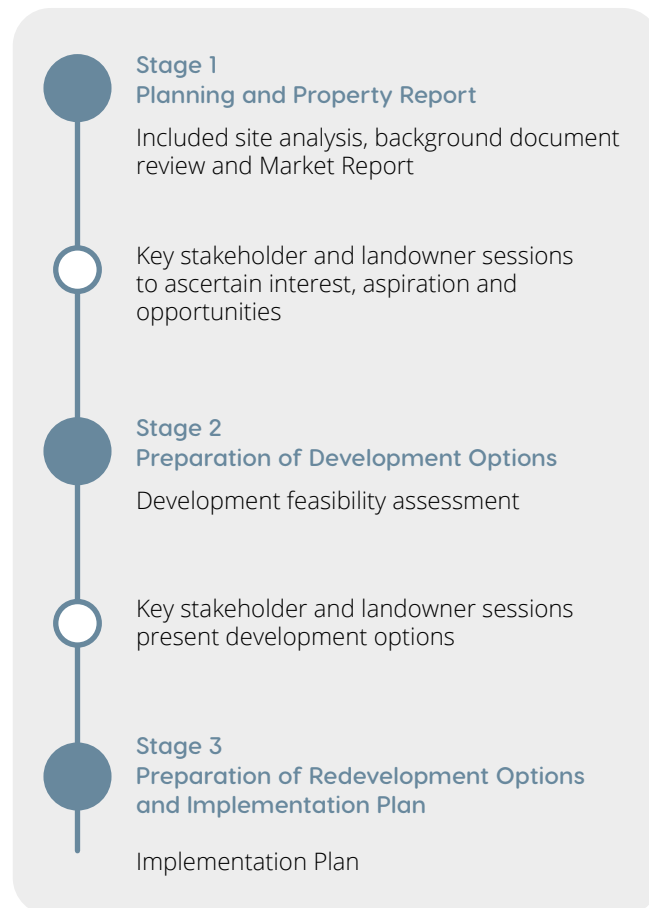 Stage 1
Planning and Property Report
Included site analysis, background document
review and Market Report
Key stakeholder and landowner sessions
to ascertain interest, aspiration and
opportunities
Stage 2
Preparation of Development Options
Development feasibility assessment
Key stakeholder and landowner sessions
present development options
Stage 3
Preparation of Redevelopment Options
and Implementation Plan
Implementation Plan